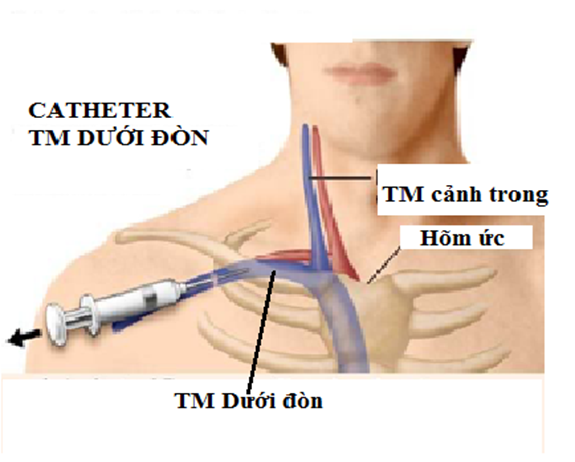 CATHETER
TM DƯỚI ĐÒN
TM cảnh trong
Hõm ức
TM Dưới đòn